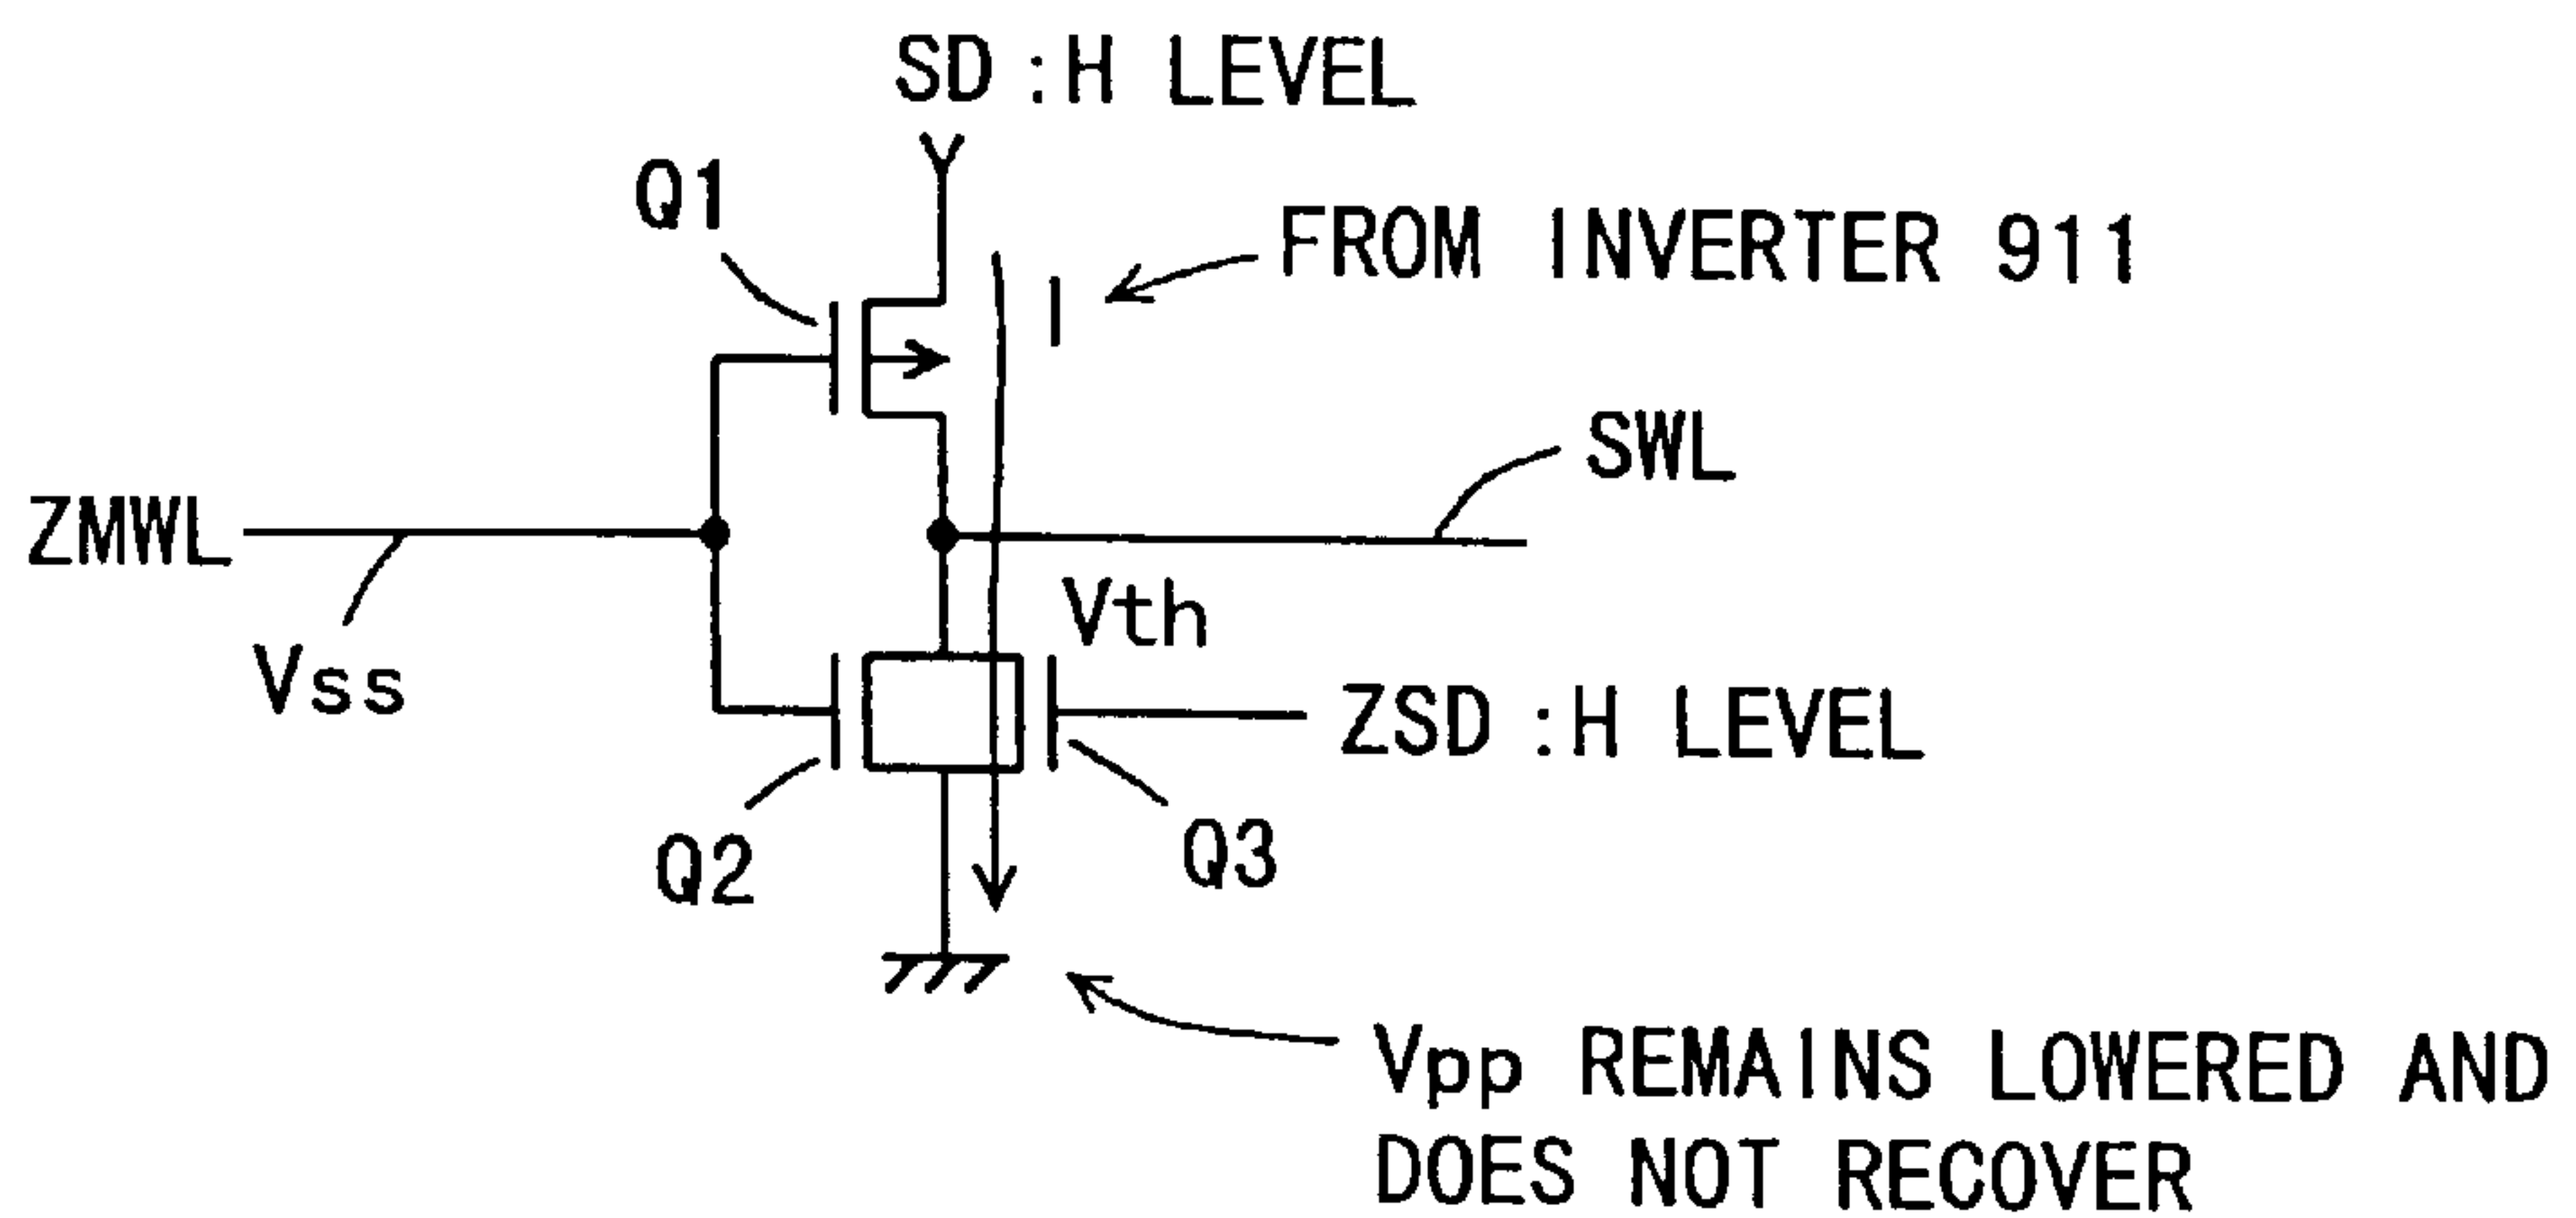 SD :H LEVEL
Q1
FROM INVERTER 911
I
SWL
ZMWL
Vth
Vss
ZSD :H LEVEL
Q2
Q3
Vpp REMAINS LOWERED AND
DOES NOT RECOVER